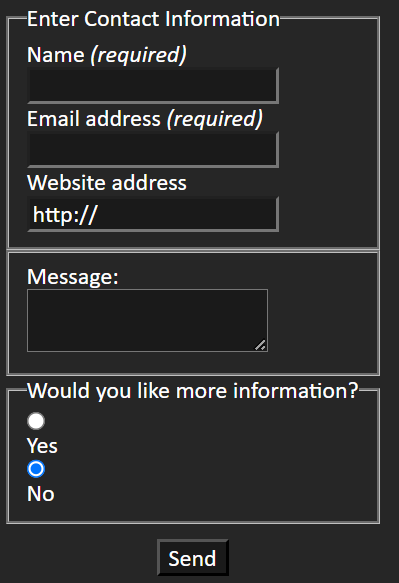 Enter Contact Information
Name (required)
Email address (required)
Website address
http://
Message:
Would you like more information?
Yes
No
Send